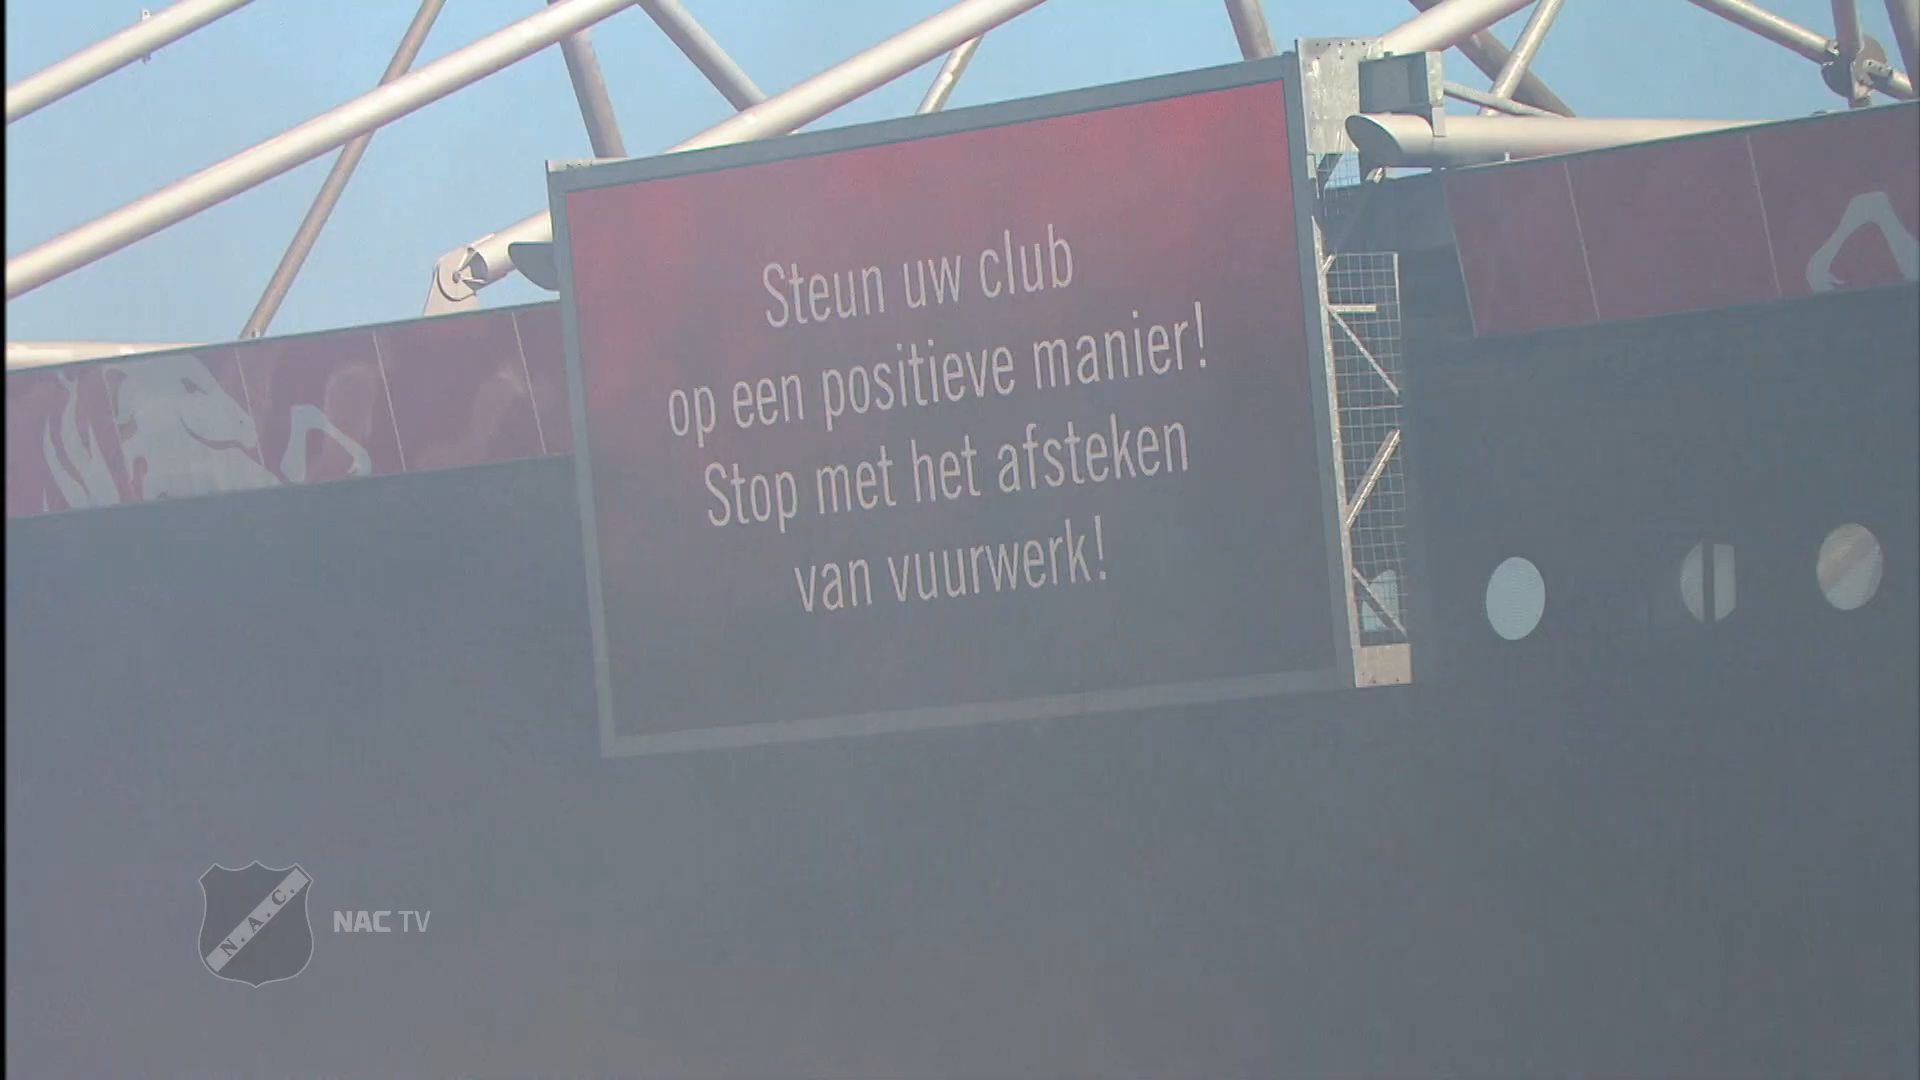 Steun uw club
op een positieve manier!
Stop met het afsteken
van vuurwerk!
N.A.C.
NAC TV